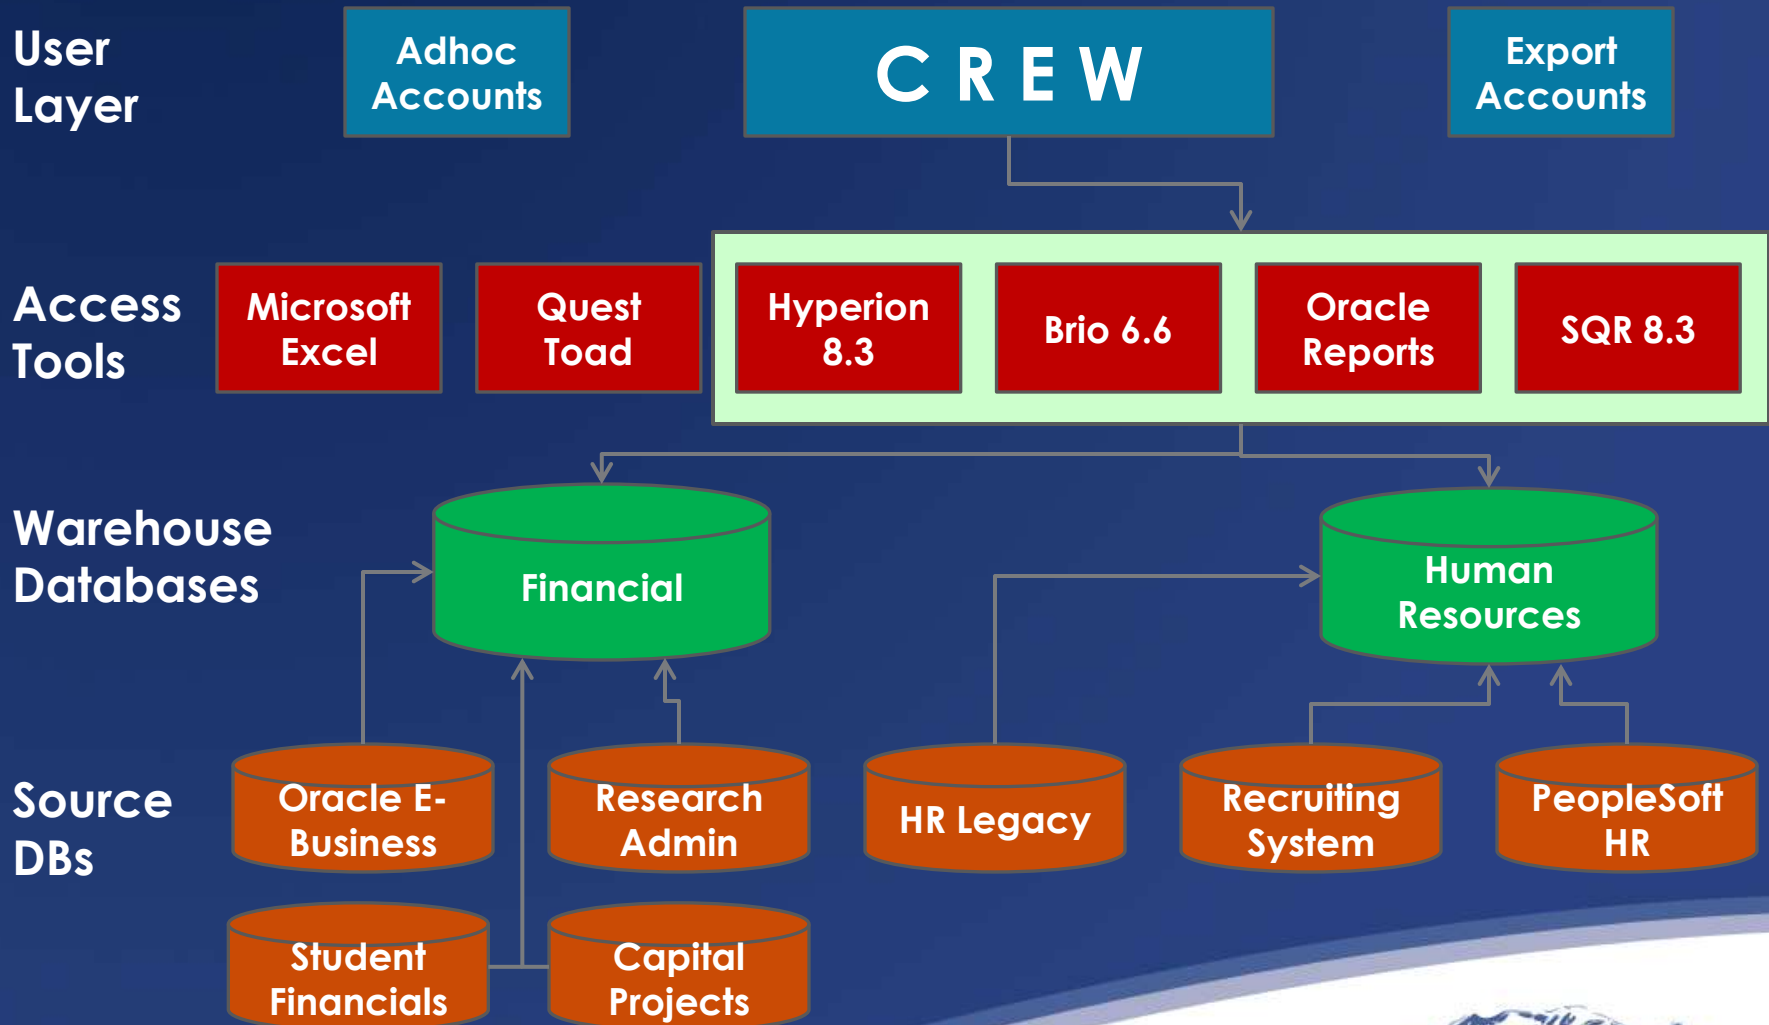 User
Layer
Adhoc
Accounts
C R E W
Export
Accounts
Access
Tools
Microsoft
Excel
Quest
Toad
Hyperion
8.3
Brio 6.6
Oracle
Reports
SQR 8.3
Warehouse
Databases
Financial
Human
Resources
Source
DBs
Oracle E-
Business
Research
Admin
HR Legacy
Recruiting
System
PeopleSoft
HR
Student
Financials
Capital
Projects